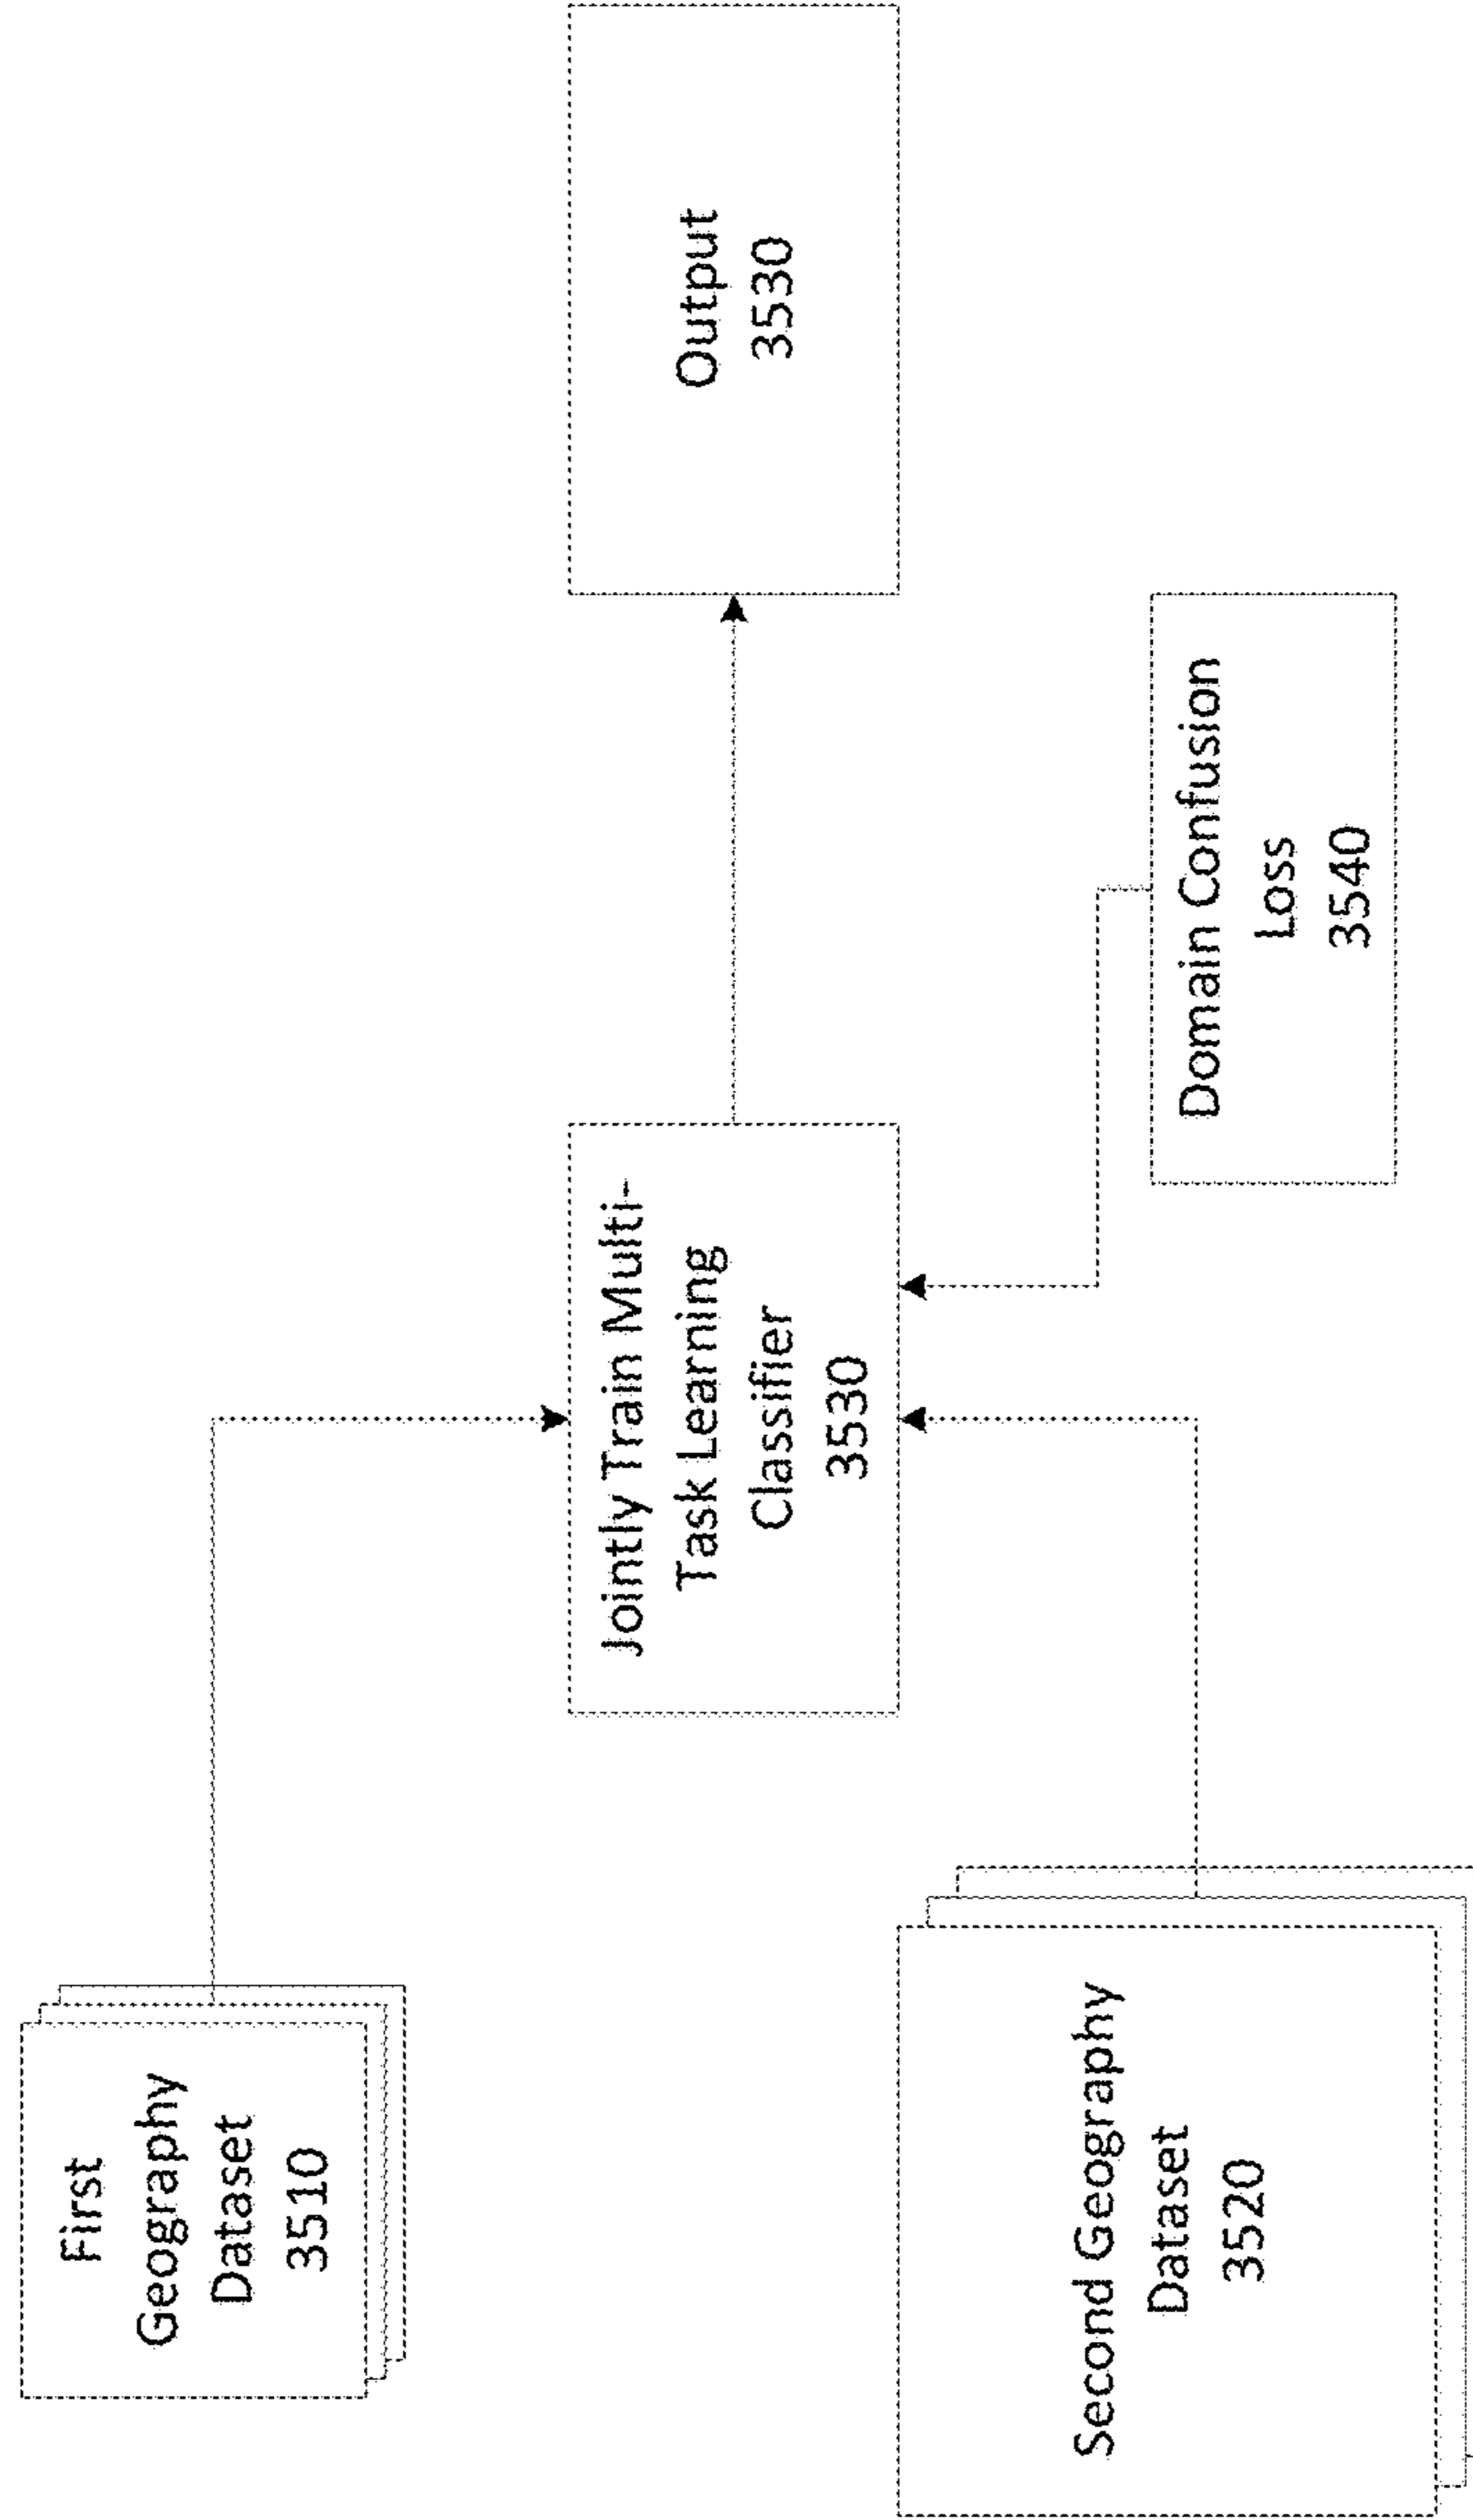 First
Geography
Dataset
3510
Second Geography
Dataset
3520
Jointly Train Multi-
Task Learning
Classifier
3530
Domain Confusion
Loss
3540
Output
3530